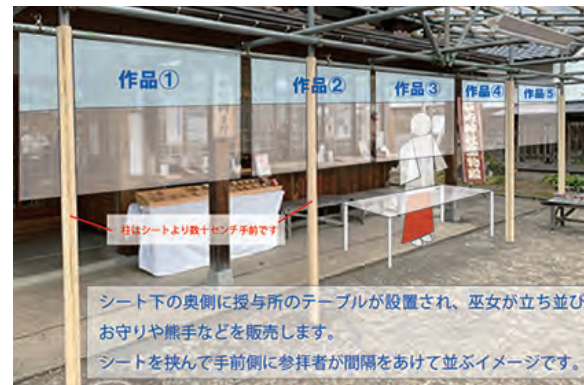 作品①
作品②
作品③
作品④
作品⑤
柱はシートより数十センチ手前です
シート下の奥側に授与所のテーブルが設置され、巫女が立ち並び
お守りや熊手などを販売します。
シートを挟んで手前側に参拝者が間隔をあけて並ぶイメージです。